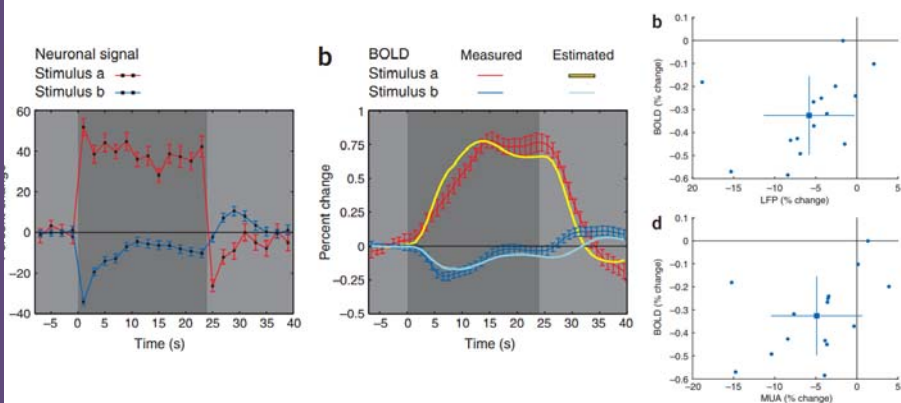 Neuronal signal
Stimulus a
Stimulus b
60
40
20
0
−20
−40
−5 0 5 10 15 20 25 30 35 40
Time (s)
b
BOLD Measured Estimated
Stimulus a
Stimulus b
Percent change
1
0.75
0.5
0.25
0
−0.25
−0.5
−5 0 5 10 15 20 25 30 35 40
Time (s)
b
BOLD (% change)
0.1
0
−0.1
−0.2
−0.3
−0.4
−0.5
−0.6
−20 −15 −10 −5 0 5
LFP (% change)
d
BOLD (% change)
0.1
0
−0.1
−0.2
−0.3
−0.4
−0.5
−0.6
−20 −15 −10 −5 0 5
MUA (% change)